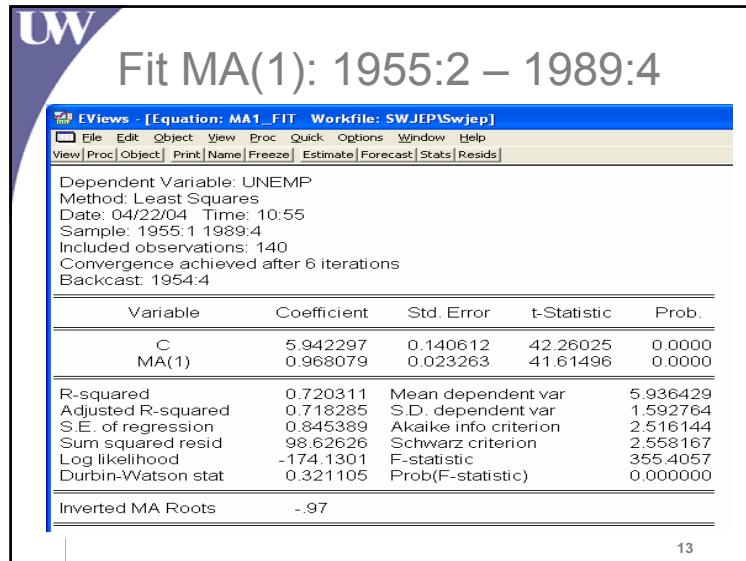 UW
Fit MA(1): 1955:2 – 1989:4
EViews - [Equation: MA1_FIT Workfile: SWJEP\Swjep]
File Edit Object View Proc Quick Options Window Help
View Proc Object Print Name Freeze Estimate Forecast Stats Resids
Dependent Variable: UNEMP
Method: Least Squares
Date: 04/22/04 Time: 10:55
Sample: 1955:1 1989:4
Included observations: 140
Convergence achieved after 6 iterations
Backcast: 1954:4
Variable Coefficient Std. Error t-Statistic Prob.
C 5.942297 0.140612 42.26025 0.0000
MA(1) 0.968079 0.023263 41.61496 0.0000
R-squared 0.720311 Mean dependent var 5.936429
Adjusted R-squared 0.718285 S.D. dependent var 1.592764
S.E. of regression 0.845389 Akaike info criterion 2.516144
Sum squared resid 98.62626 Schwarz criterion 2.558167
Log likelihood -174.1301 F-statistic 355.4057
Durbin-Watson stat 0.321105 Prob(F-statistic) 0.000000
Inverted MA Roots -.97
13